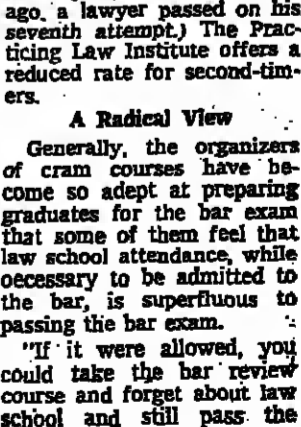 ago, a lawyer passed on his
seventh attempt.) The Prac-
ticing Law Institute offers a
reduced rate for second-tim-
ers.
A Radical View
Generally, the organizers
of cram courses have be-
come so adept at preparing
graduates for the bar exam
that some of them feel that
law school attendance, while
oecessary to be admitted to
the bar, is superfluous to
passing the bar exam.
"If it were allowed, you
could take the bar review
course and forget about law
school and still pass the